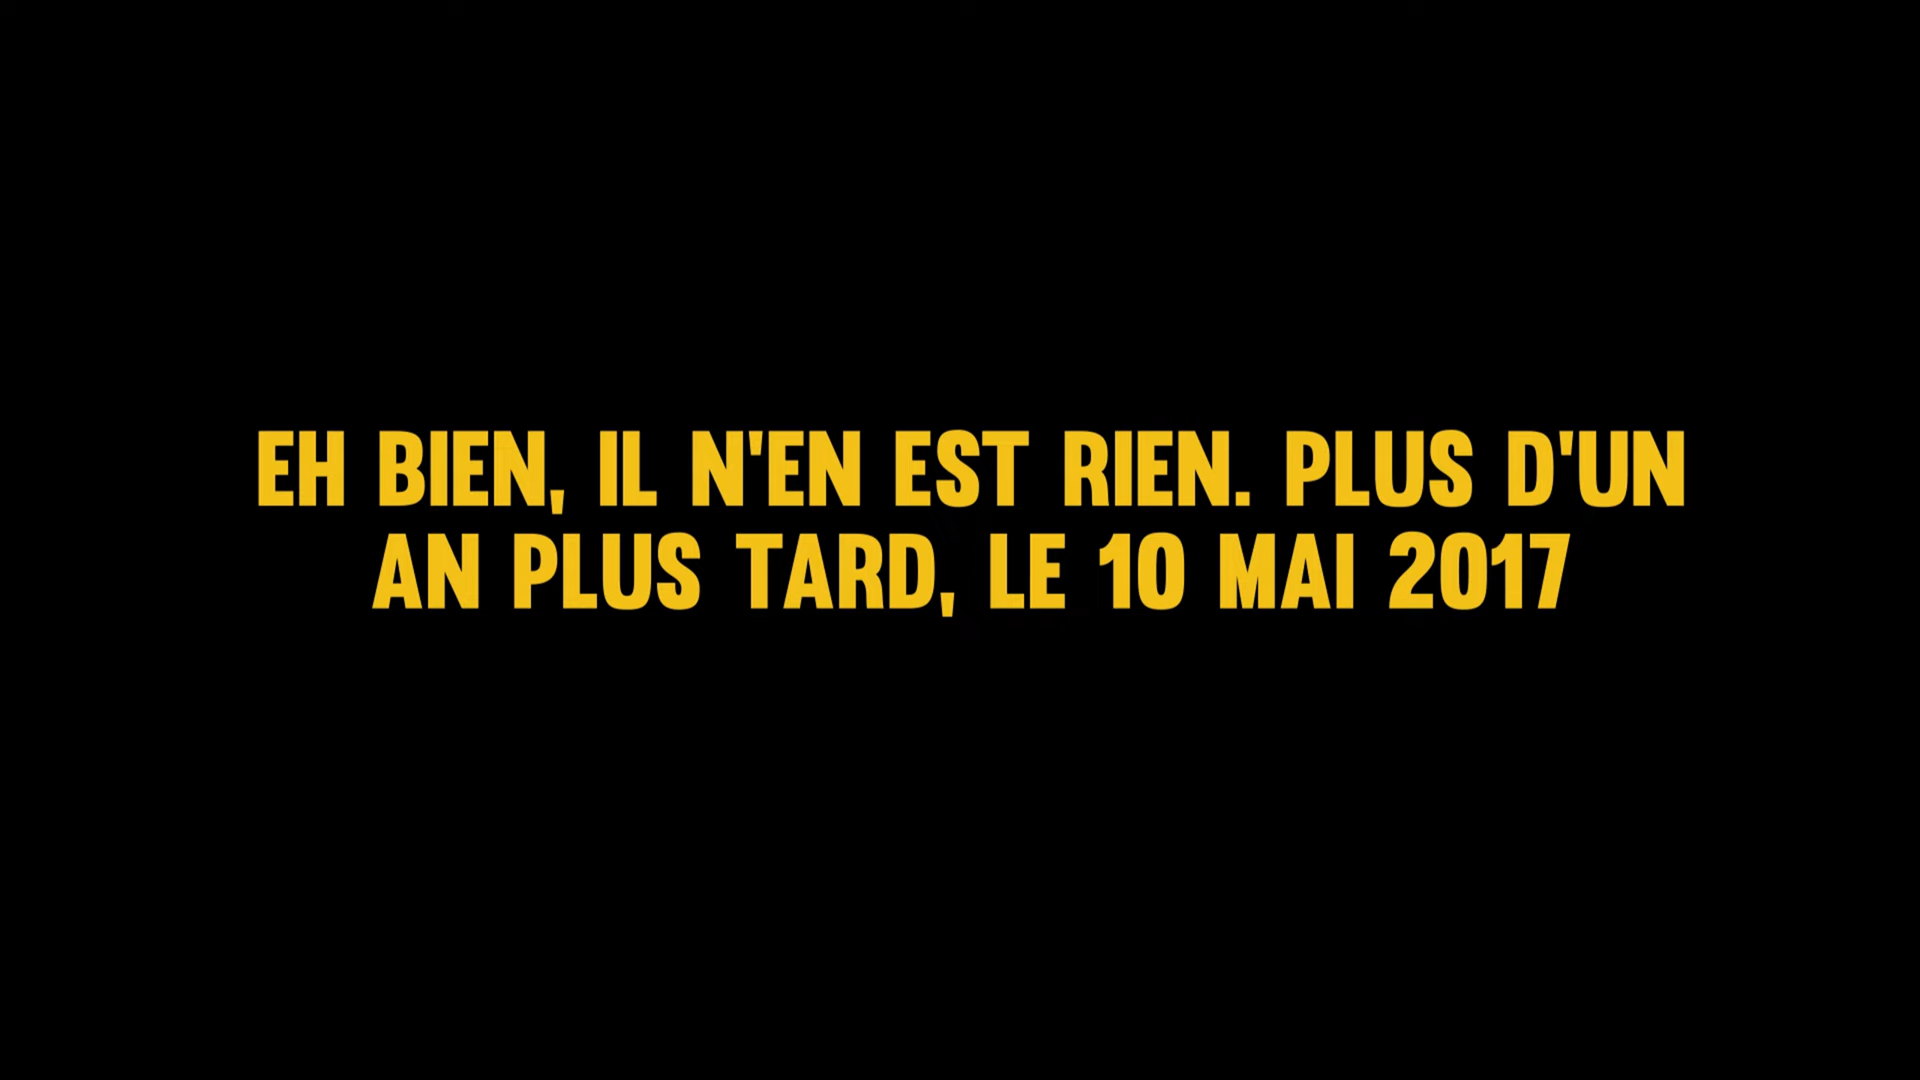 EH BIEN, IL N'EN EST RIEN. PLUS D'UN
AN PLUS TARD, LE 10 MAI 2017